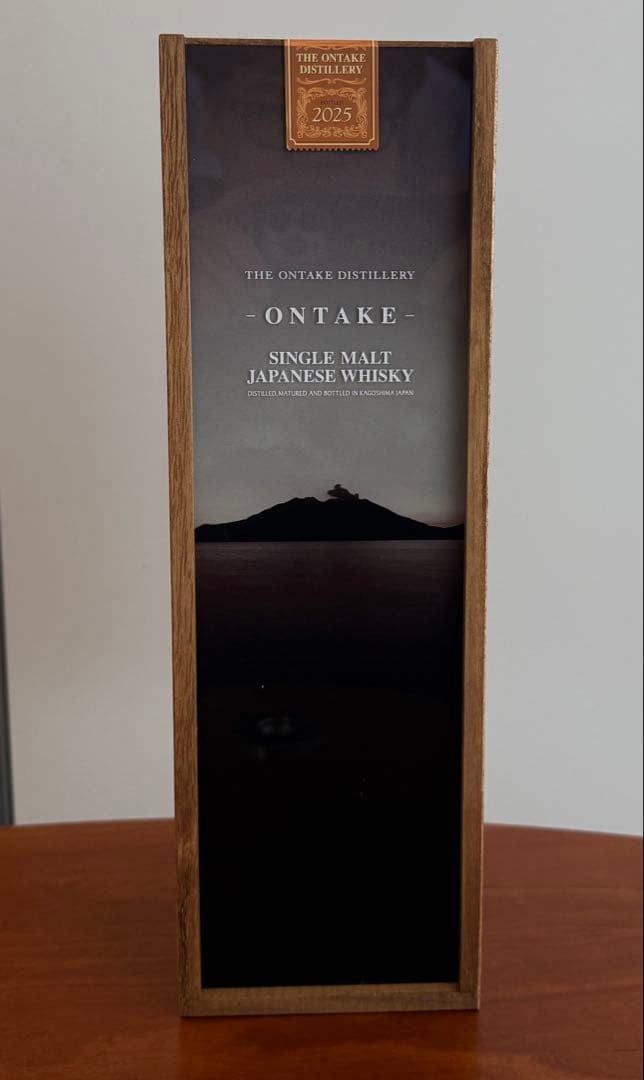 THE ONTAKE
DISTILLERY
BOTTLED
2025
THE ONTAKE DISTILLERY
- ONTAKE -
SINGLE MALT
JAPANESE WHISKY
DISTILLED, MATURED AND BOTTLED IN KAGOSHIMA JAPAN